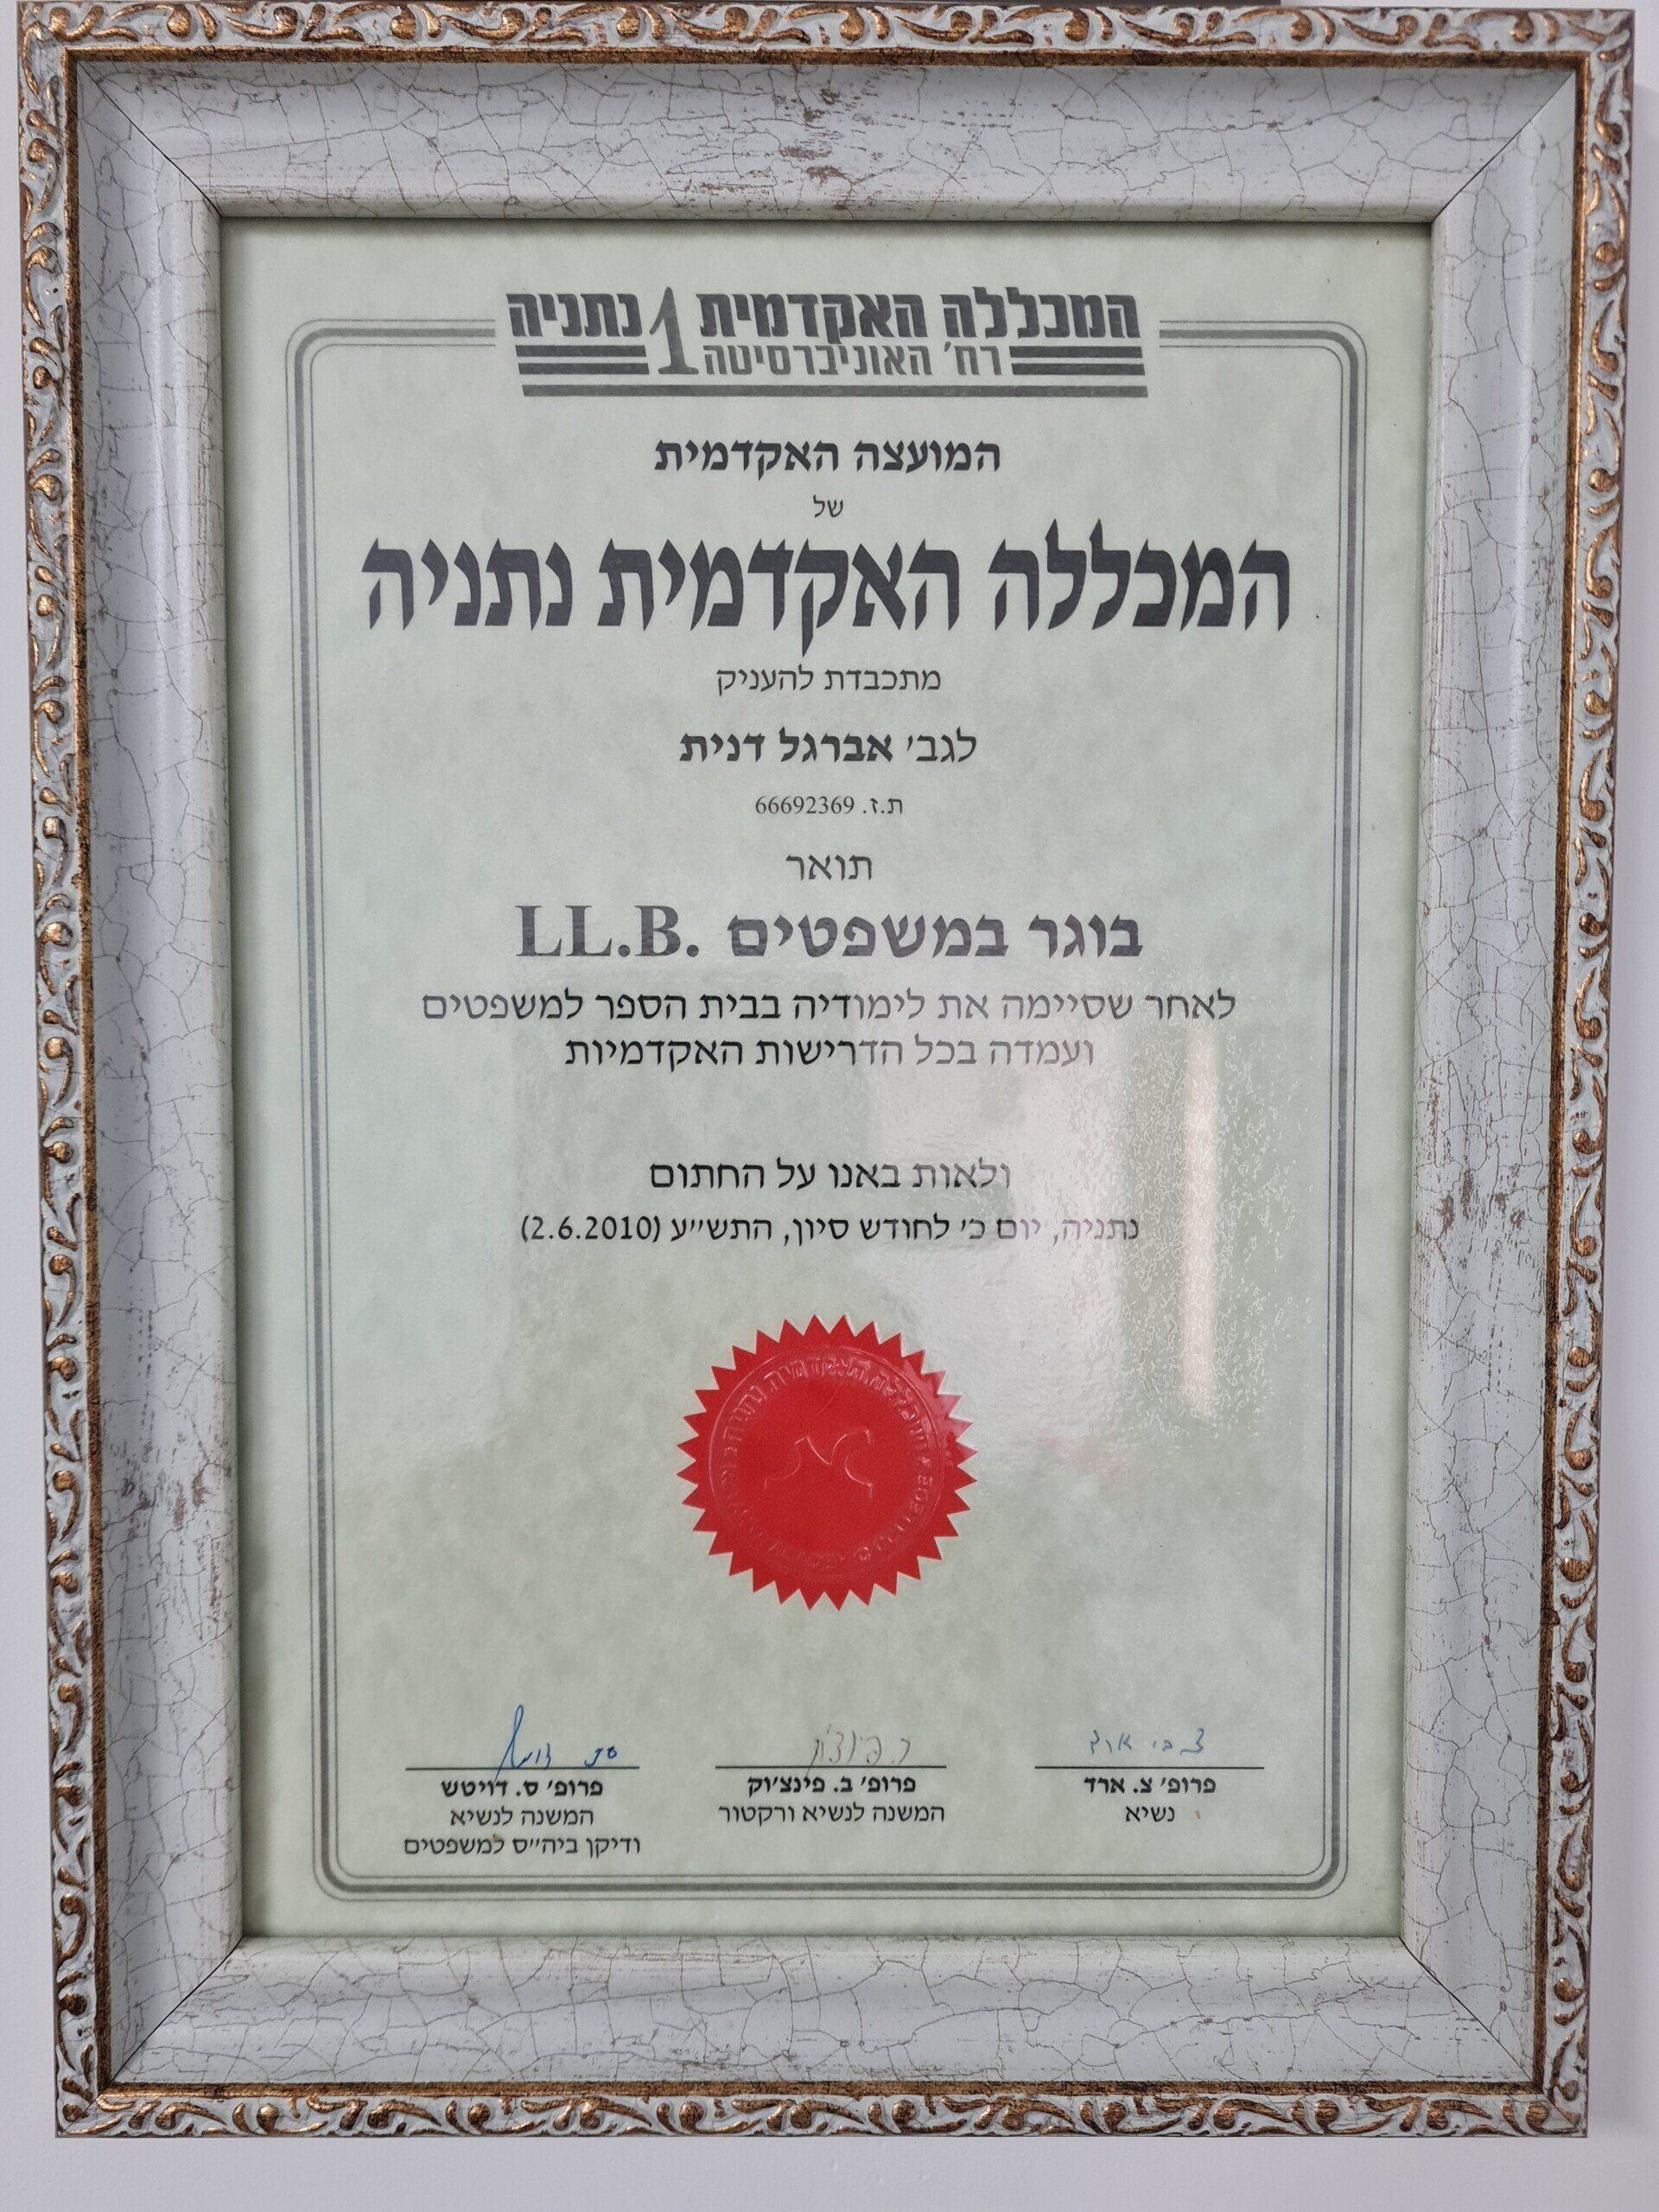 המכללה האקדמית נתניה
רח׳ האוניברסיטה 1
המועצה האקדמית
של
המכללה האקדמית נתניה
מתכבדת להעניק
לגב׳ אברגל דנית
ת.ז. 66692369
תואר
בוגר במשפטים LL.B.
לאחר שסיימה את לימודיה בבית הספר למשפטים
ועמדה בכל הדרישות האקדמיות
ולאות באנו על החתום
נתניה, יום כ׳ לחודש סיון, התש״ע (2.6.2010)
פרופ׳ צ. ארד
נשיא
פרופ׳ ב. פינצ׳וק
המשנה לנשיא ורקטור
פרופ׳ ס. דויטש
המשנה לנשיא
ודיקן ביה״ס למשפטים